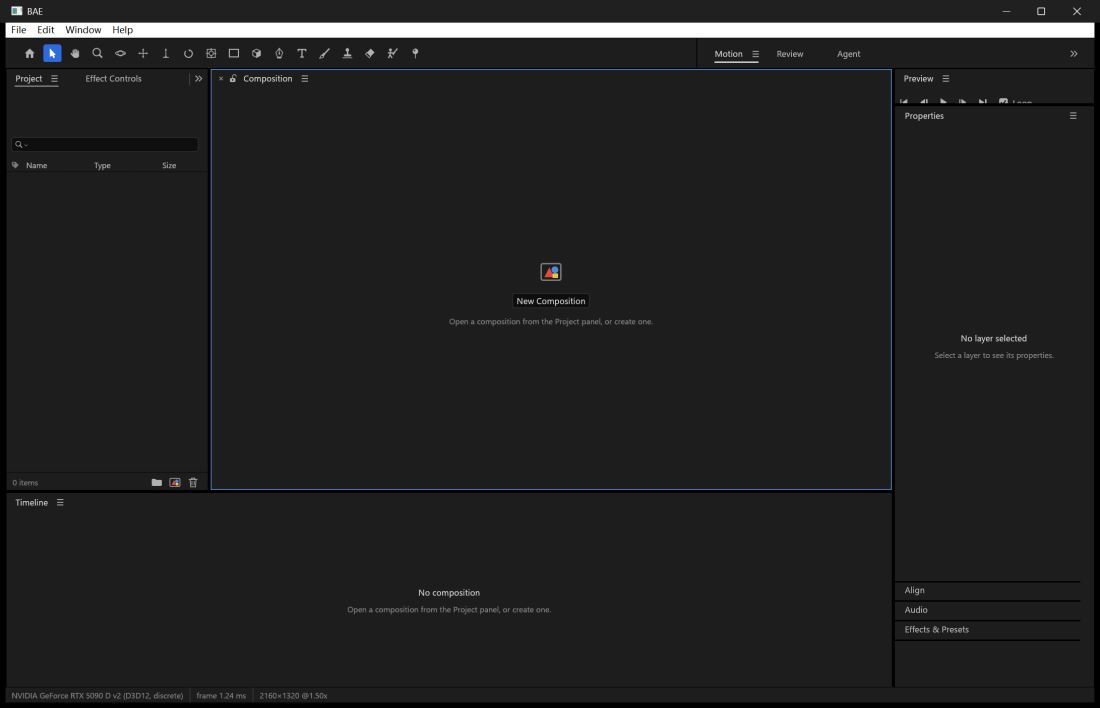 BAE
File Edit Window Help
Motion Review Agent
Project Effect Controls
Composition
Preview
Loop
Properties
Name Type Size
New Composition
Open a composition from the Project panel, or create one.
No layer selected
Select a layer to see its properties.
0 items
Timeline
No composition
Open a composition from the Project panel, or create one.
Align
Audio
Effects & Presets
NVIDIA GeForce RTX 5090 D v2 (D3D12, discrete) frame 1.24 ms 2160×1320 @1.50x